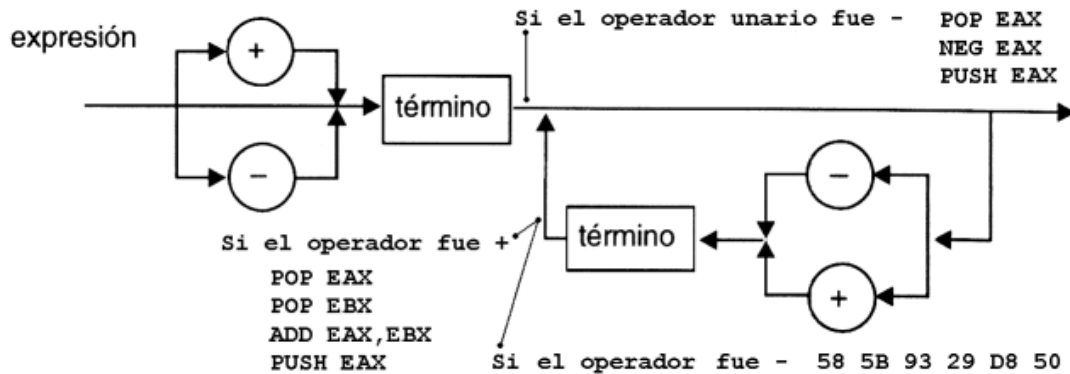 Si el operador unario fue - POP EAX
NEG EAX
PUSH EAX
expresión
+
término
-
-
término
+
Si el operador fue +
POP EAX
POP EBX
ADD EAX,EBX
PUSH EAX
Si el operador fue - 58 5B 93 29 D8 50